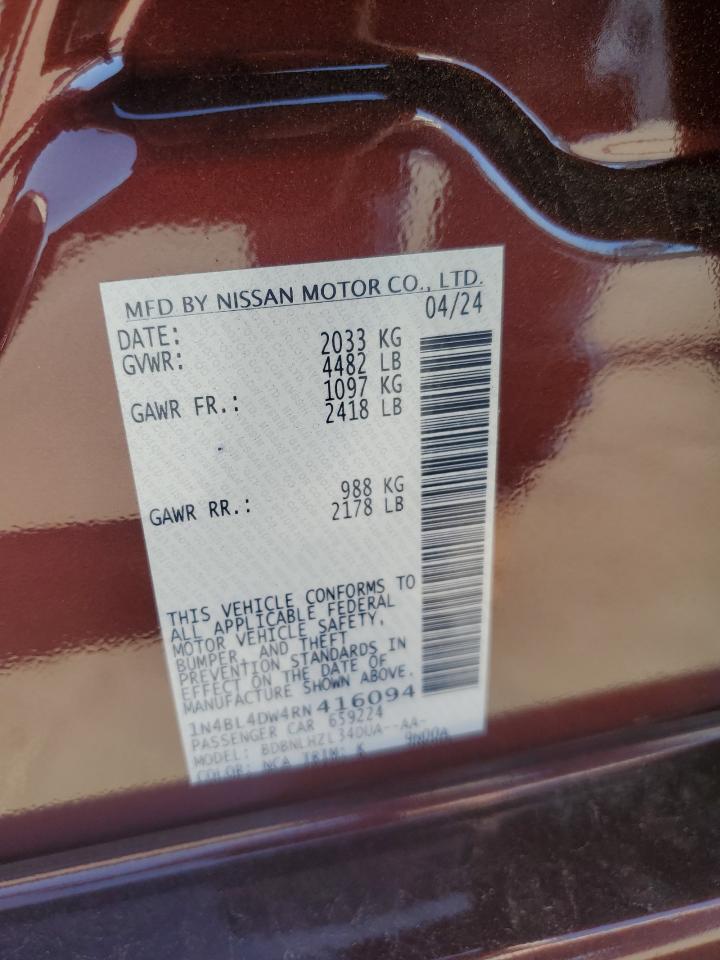 MFD BY NISSAN MOTOR CO., LTD.
DATE: 04/24
GVWR: 2033 KG
4482 LB
GAWR FR.: 1097 KG
2418 LB
GAWR RR.: 988 KG
2178 LB
THIS VEHICLE CONFORMS TO
ALL APPLICABLE FEDERAL
MOTOR VEHICLE SAFETY,
BUMPER, AND THEFT
PREVENTION STANDARDS IN
EFFECT ON THE DATE OF
MANUFACTURE SHOWN ABOVE.
1N4BL4DW4RN416094
PASSENGER CAR 659224
MODEL: BDBNLHZL34DUA--AA-
COLOR: NCA TRIM: K 9N00A